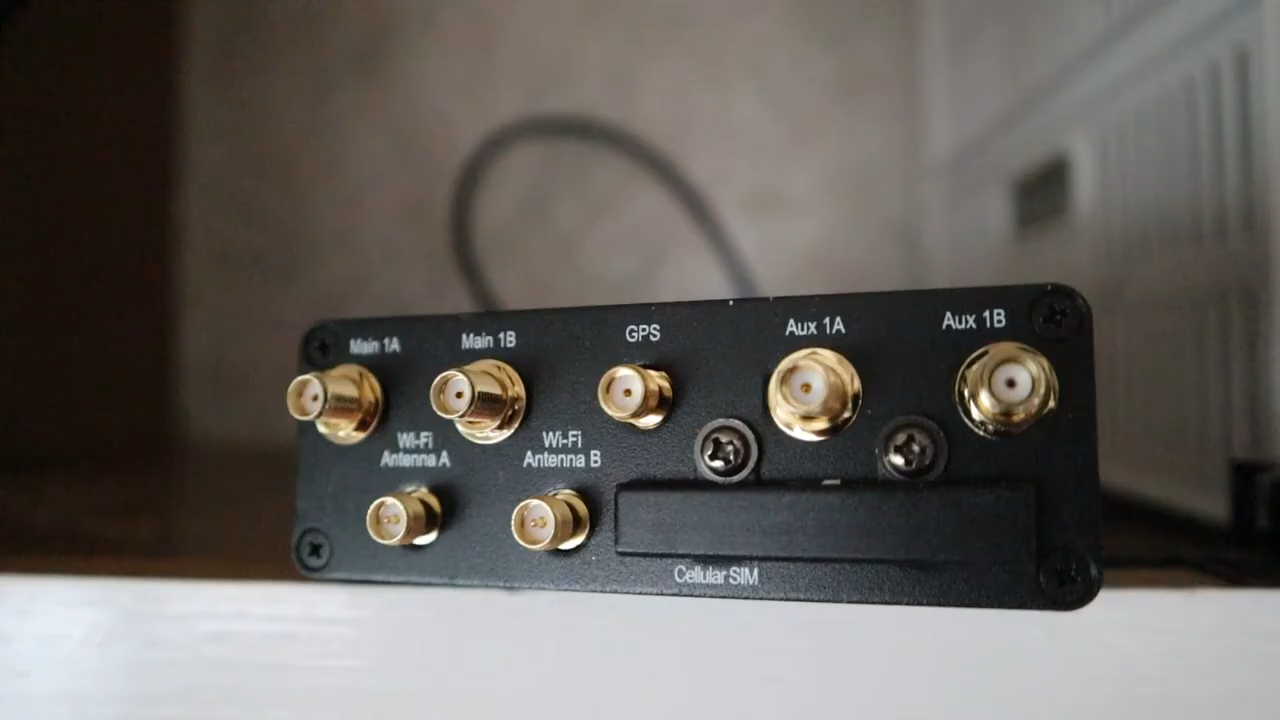 Main 1A
Main 1B
GPS
Aux 1A
Aux 1B
Wi-Fi
Antenna A
Wi-Fi
Antenna B
Cellular SIM